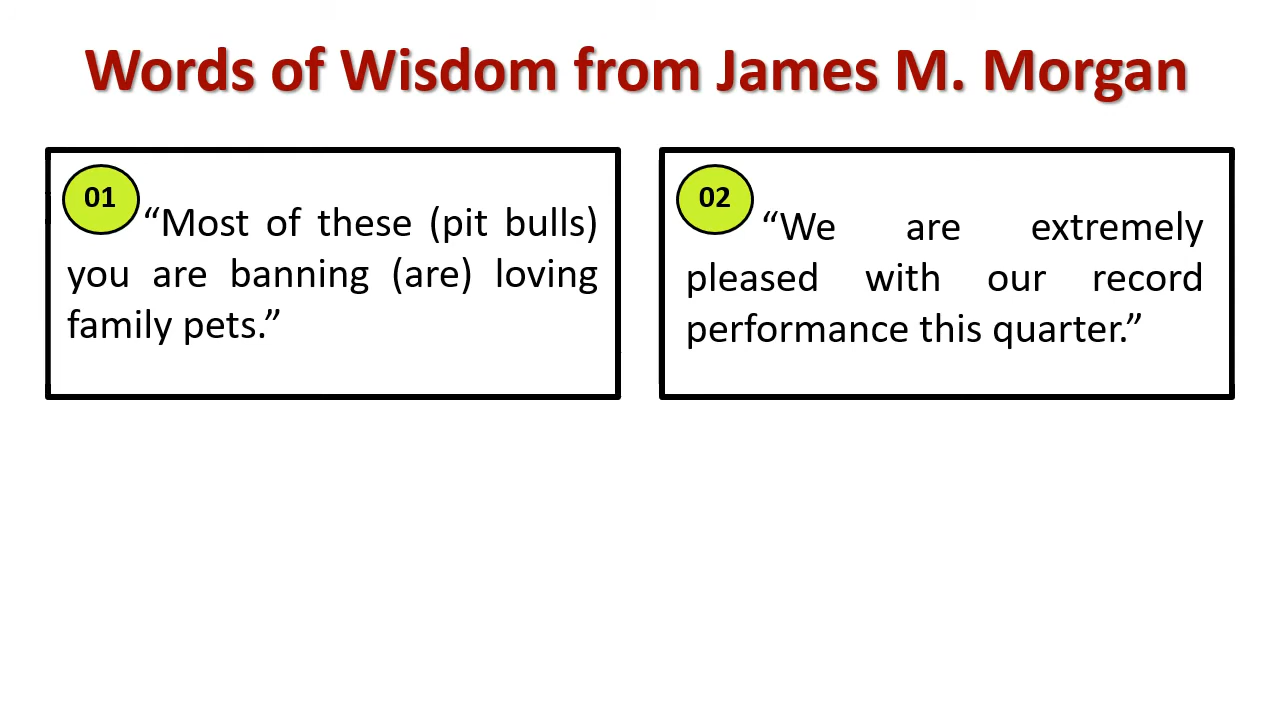 Words of Wisdom from James M. Morgan
01
“Most of these (pit bulls)
you are banning (are) loving
family pets.”
02
“We are extremely
pleased with our record
performance this quarter.”